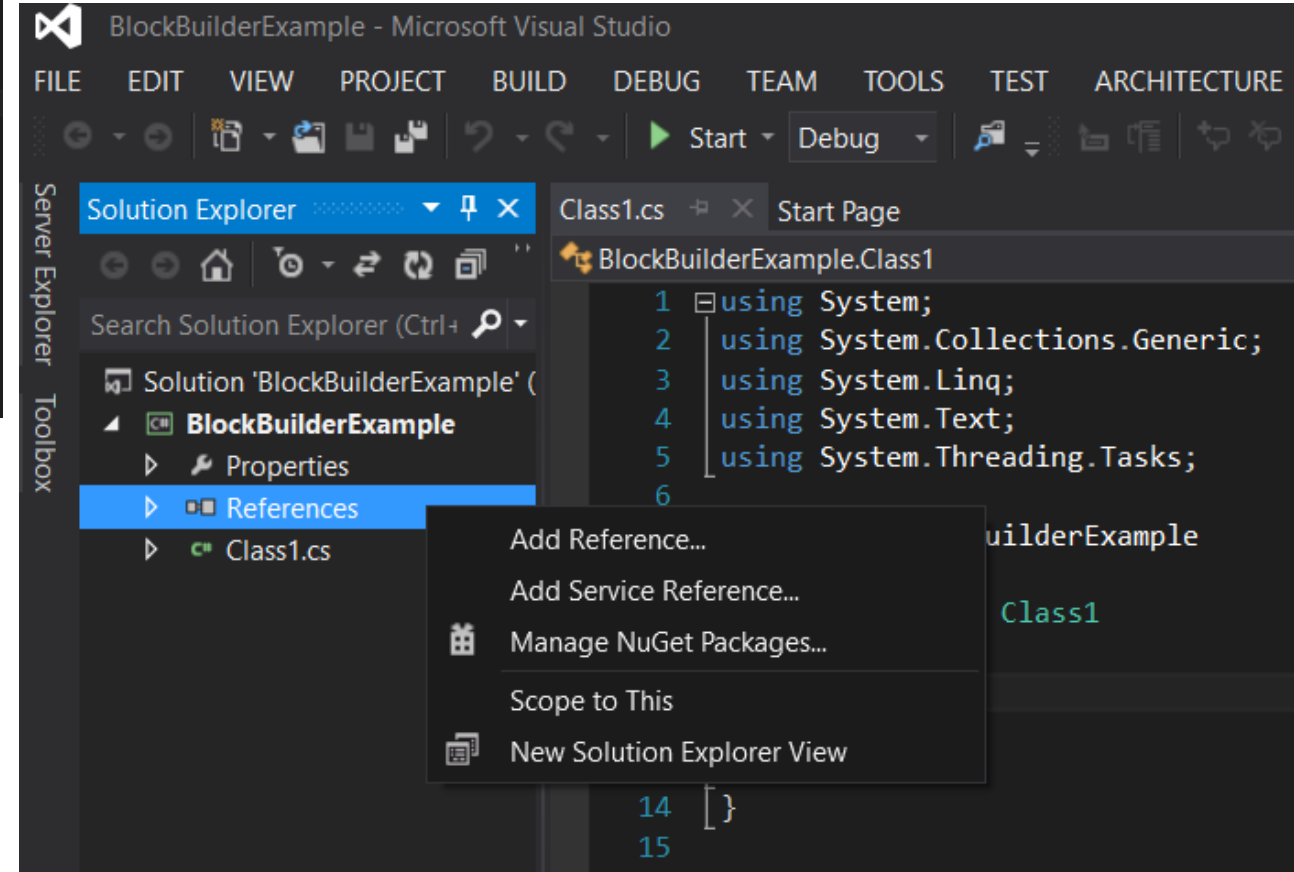 BlockBuilderExample - Microsoft Visual Studio
FILE EDIT VIEW PROJECT BUILD DEBUG TEAM TOOLS TEST ARCHITECTURE
Start Debug
Server Explorer
Toolbox
Solution Explorer
Search Solution Explorer (Ctrl+
Solution 'BlockBuilderExample' (
BlockBuilderExample
Properties
References
Class1.cs
Add Reference...
Add Service Reference...
Manage NuGet Packages...
Scope to This
New Solution Explorer View
Class1.cs Start Page
BlockBuilderExample.Class1
1 using System;
2 using System.Collections.Generic;
3 using System.Linq;
4 using System.Text;
5 using System.Threading.Tasks;
6
uilderExample
Class1
14 }
15